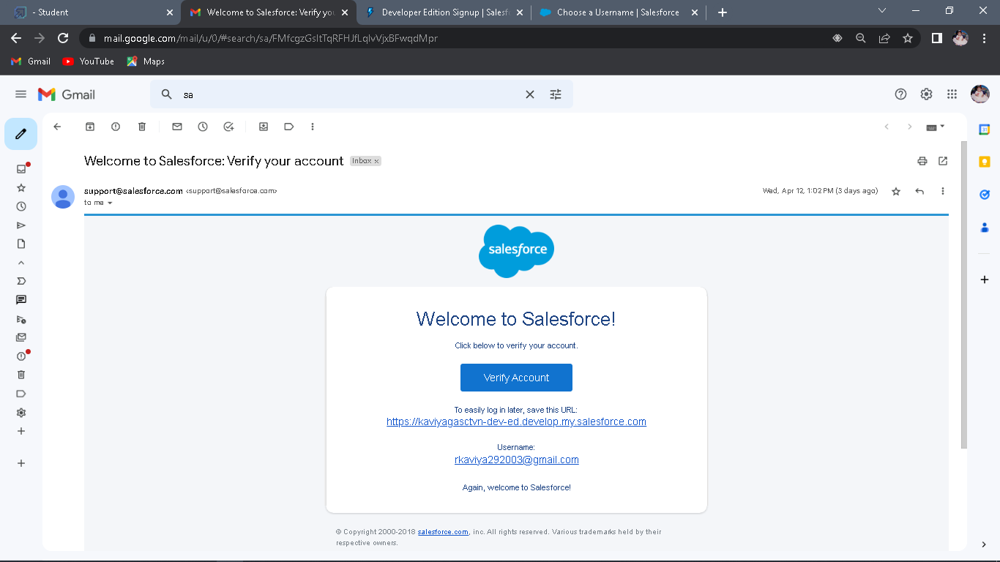 - Student
Welcome to Salesforce: Verify you
Developer Edition Signup | Salesf
Choose a Username | Salesforce
mail.google.com/mail/u/0/#search/sa/FMfcgzGsltTqRFHJfLqlvVjxBFwqdMpr
Gmail
YouTube
Maps
Gmail
sa
Welcome to Salesforce: Verify your account
Inbox x
support@salesforce.com <support@salesforce.com>
Wed, Apr 12, 1:02 PM (3 days ago)
to me
31
salesforce
Welcome to Salesforce!
Click below to verify your account.
Verify Account
To easily log in later, save this URL:
https://kaviyagasctvn-dev-ed.develop.my.salesforce.com
Username:
rkaviya292003@gmail.com
Again, welcome to Salesforce!
© Copyright 2000-2018 salesforce.com, inc. All rights reserved. Various trademarks held by their
respective owners.